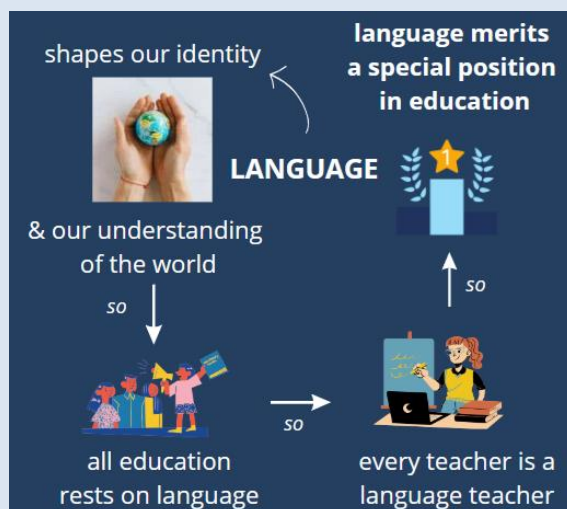 LANGUAGE
shapes our identity
& our understanding
of the world
so
all education
rests on language
so
every teacher is a
language teacher
so
language merits
a special position
in education
1